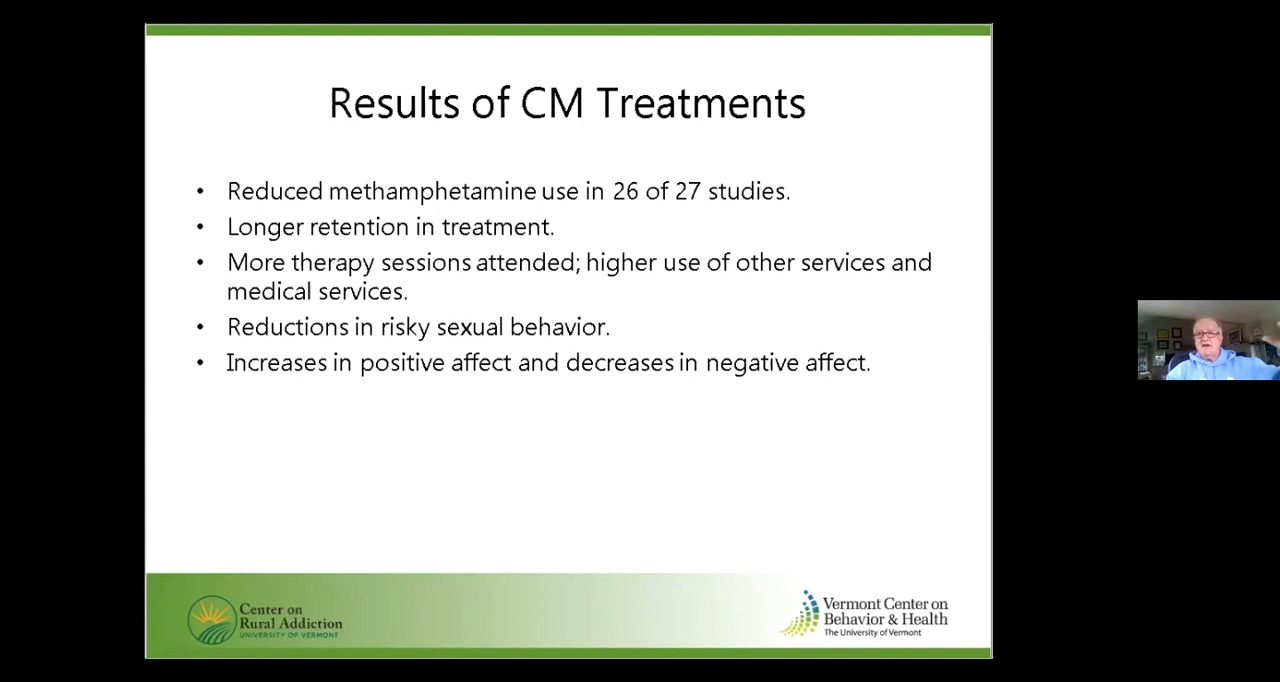 Results of CM Treatments
• Reduced methamphetamine use in 26 of 27 studies.
• Longer retention in treatment.
• More therapy sessions attended; higher use of other services and
medical services.
• Reductions in risky sexual behavior.
• Increases in positive affect and decreases in negative affect.
Center on
Rural Addiction
UNIVERSITY OF VERMONT
Vermont Center on
Behavior & Health
The University of Vermont